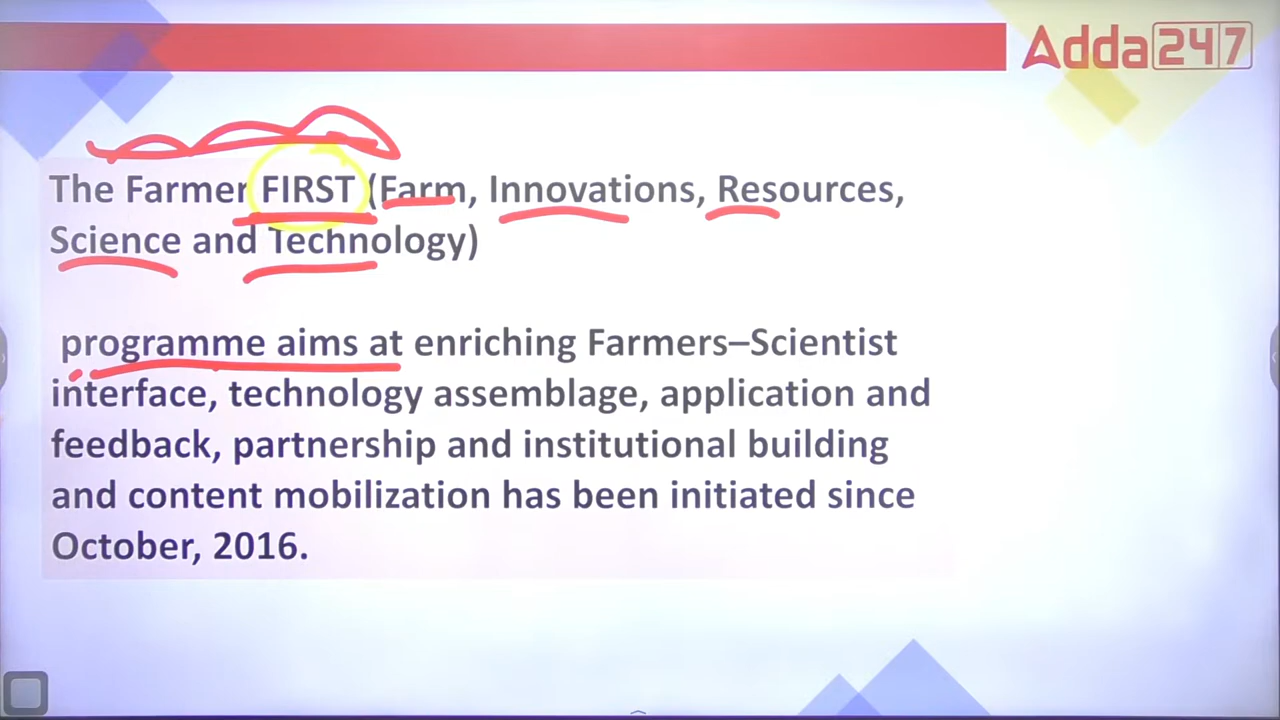 Adda247
The Farmer FIRST (Farm, Innovations, Resources,
Science and Technology)
programme aims at enriching Farmers–Scientist
interface, technology assemblage, application and
feedback, partnership and institutional building
and content mobilization has been initiated since
October, 2016.